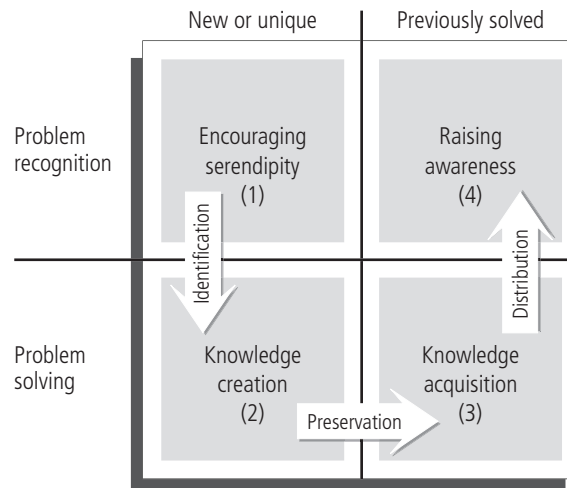 New or unique
Previously solved
Problem
recognition
Encouraging
serendipity
(1)
Raising
awareness
(4)
Identification
Distribution
Problem
solving
Knowledge
creation
(2)
Preservation
Knowledge
acquisition
(3)